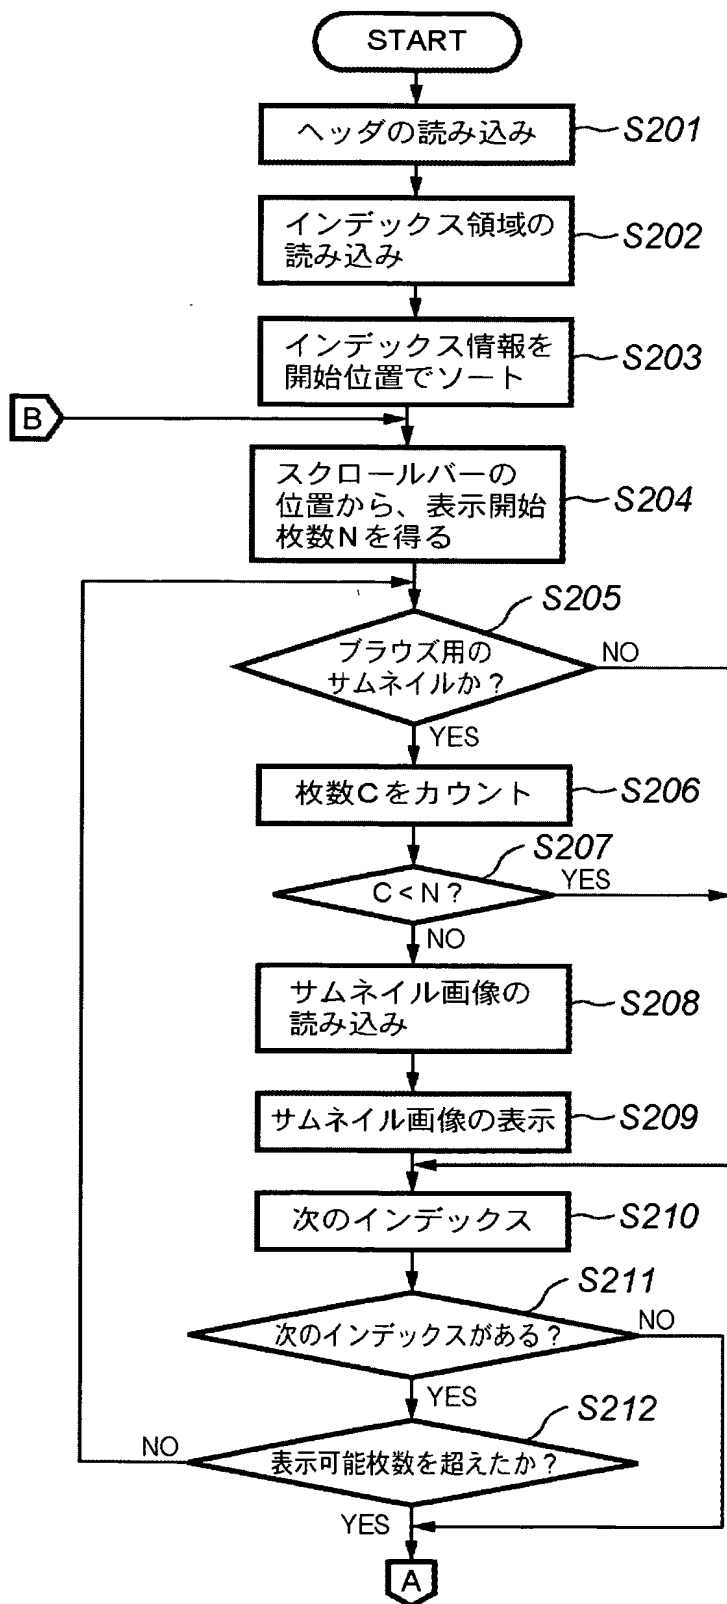 START
ヘッダの読み込み
S201
インデックス領域の
読み込み
S202
インデックス情報を
開始位置でソート
S203
B
スクロールバーの
位置から、表示開始
枚数Nを得る
S204
S205
ブラウズ用の
サムネイルか？
NO
YES
枚数Cをカウント
S206
S207
C<N？
YES
NO
サムネイル画像の
読み込み
S208
サムネイル画像の表示
S209
次のインデックス
S210
S211
次のインデックスがある？
NO
YES
S212
表示可能枚数を超えたか？
NO
YES
A